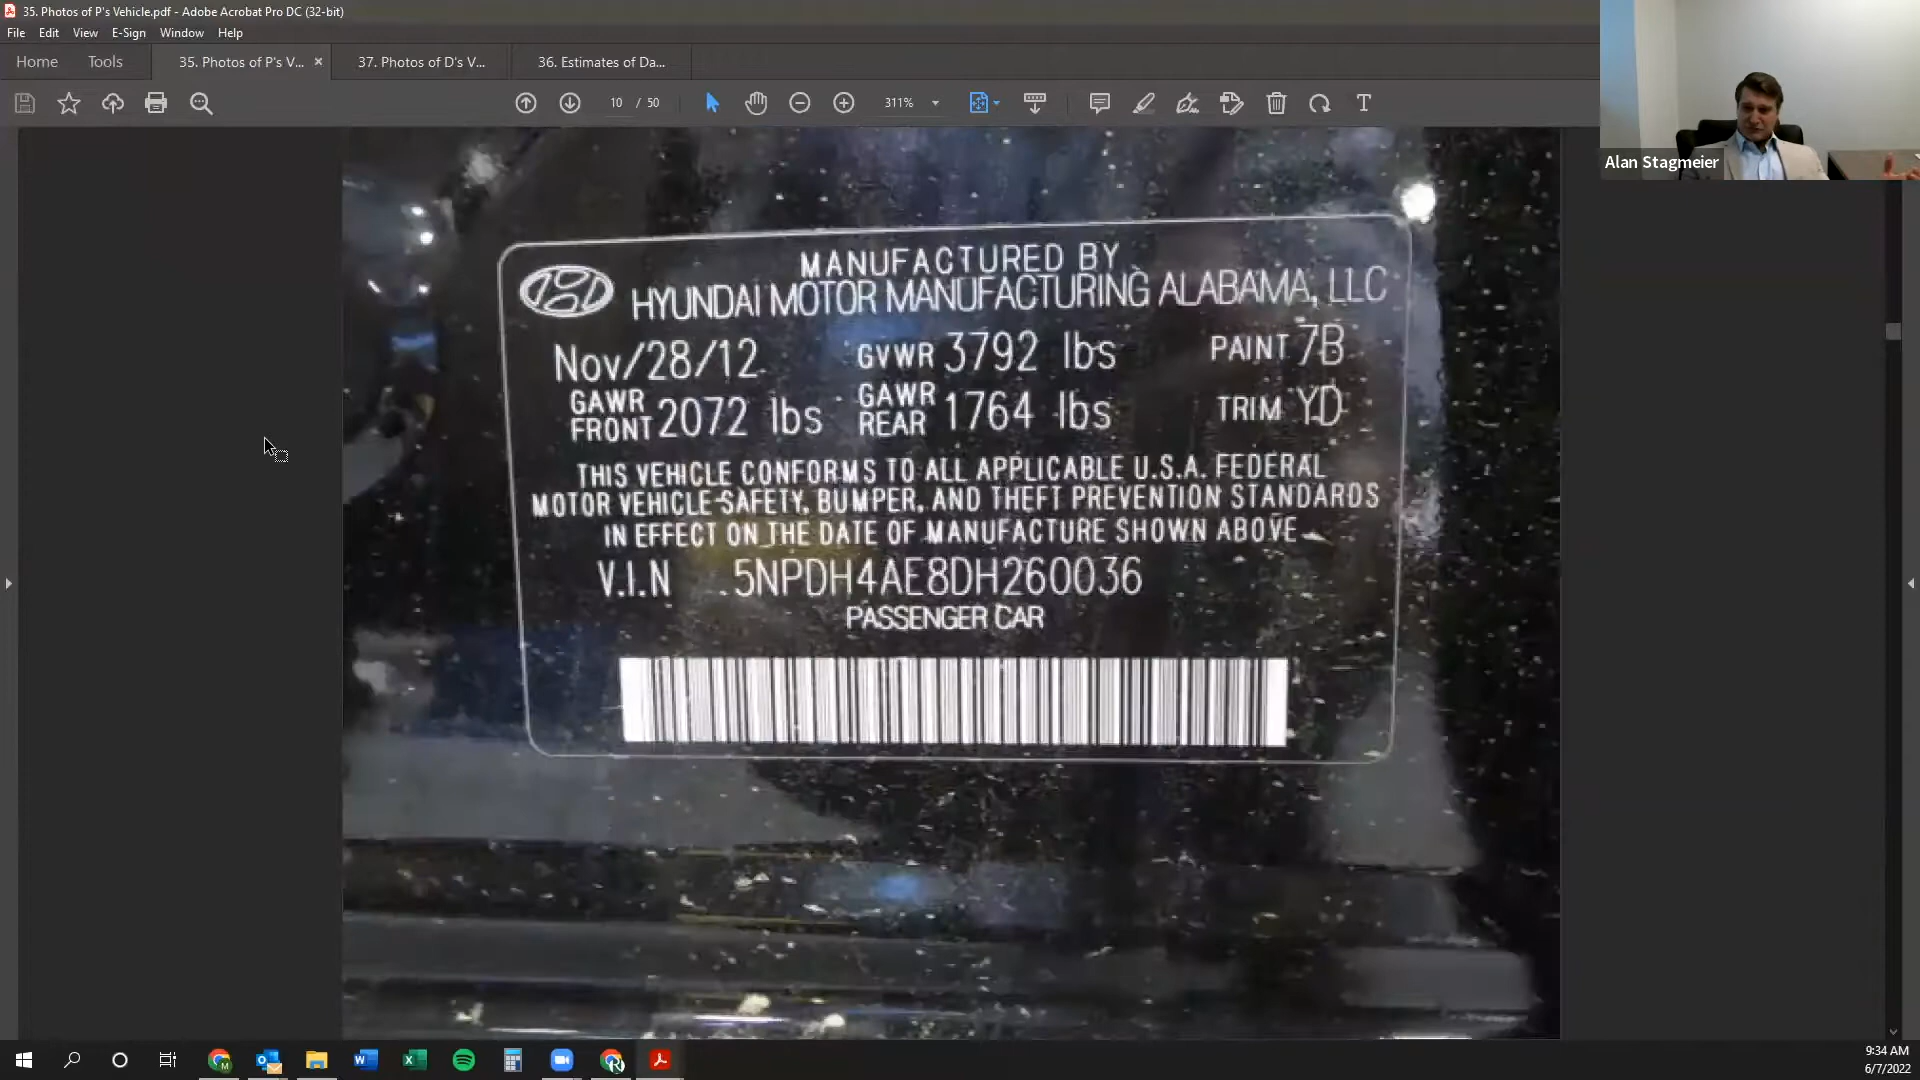 35. Photos of P's Vehicle.pdf - Adobe Acrobat Pro DC (32-bit)
File Edit View E-Sign Window Help
Home Tools 35. Photos of P's V... × 37. Photos of D's V... 36. Estimates of Da...
10 / 50 311%
Alan Stagmeier
MANUFACTURED BY
HYUNDAI MOTOR MANUFACTURING ALABAMA, LLC
Nov/28/12 GVWR 3792 lbs PAINT 7B
GAWR FRONT 2072 lbs GAWR REAR 1764 lbs TRIM YD
THIS VEHICLE CONFORMS TO ALL APPLICABLE U.S.A. FEDERAL
MOTOR VEHICLE SAFETY, BUMPER, AND THEFT PREVENTION STANDARDS
IN EFFECT ON THE DATE OF MANUFACTURE SHOWN ABOVE
V.I.N 5NPDH4AE8DH260036
PASSENGER CAR
9:34 AM
6/7/2022